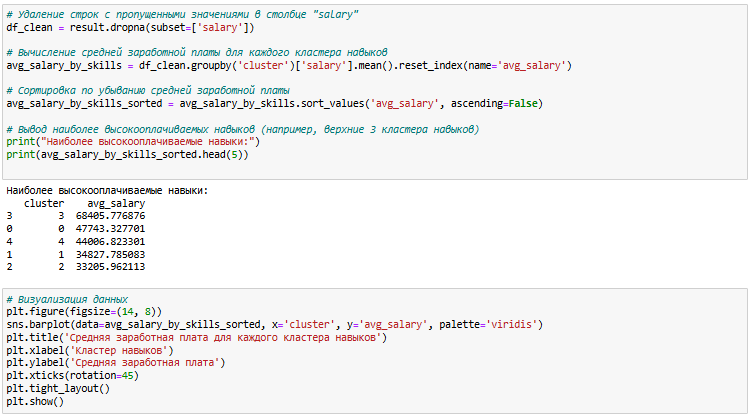 # Удаление строк с пропущенными значениями в столбце "salary"
df_clean = result.dropna(subset=['salary'])
# Вычисление средней заработной платы для каждого кластера навыков
avg_salary_by_skills = df_clean.groupby('cluster')['salary'].mean().reset_index(name='avg_salary')
# Сортировка по убыванию средней заработной платы
avg_salary_by_skills_sorted = avg_salary_by_skills.sort_values('avg_salary', ascending=False)
# Вывод наиболее высокооплачиваемых навыков (например, верхние 3 кластера навыков)
print("Наиболее высокооплачиваемые навыки:")
print(avg_salary_by_skills_sorted.head(5))
Наиболее высокооплачиваемые навыки:
cluster avg_salary
3 3 68405.776876
0 0 47743.327701
4 4 44006.823301
1 1 34827.785083
2 2 33205.962113
# Визуализация данных
plt.figure(figsize=(14, 8))
sns.barplot(data=avg_salary_by_skills_sorted, x='cluster', y='avg_salary', palette='viridis')
plt.title('Средняя заработная плата для каждого кластера навыков')
plt.xlabel('Кластер навыков')
plt.ylabel('Средняя заработная плата')
plt.xticks(rotation=45)
plt.tight_layout()
plt.show()